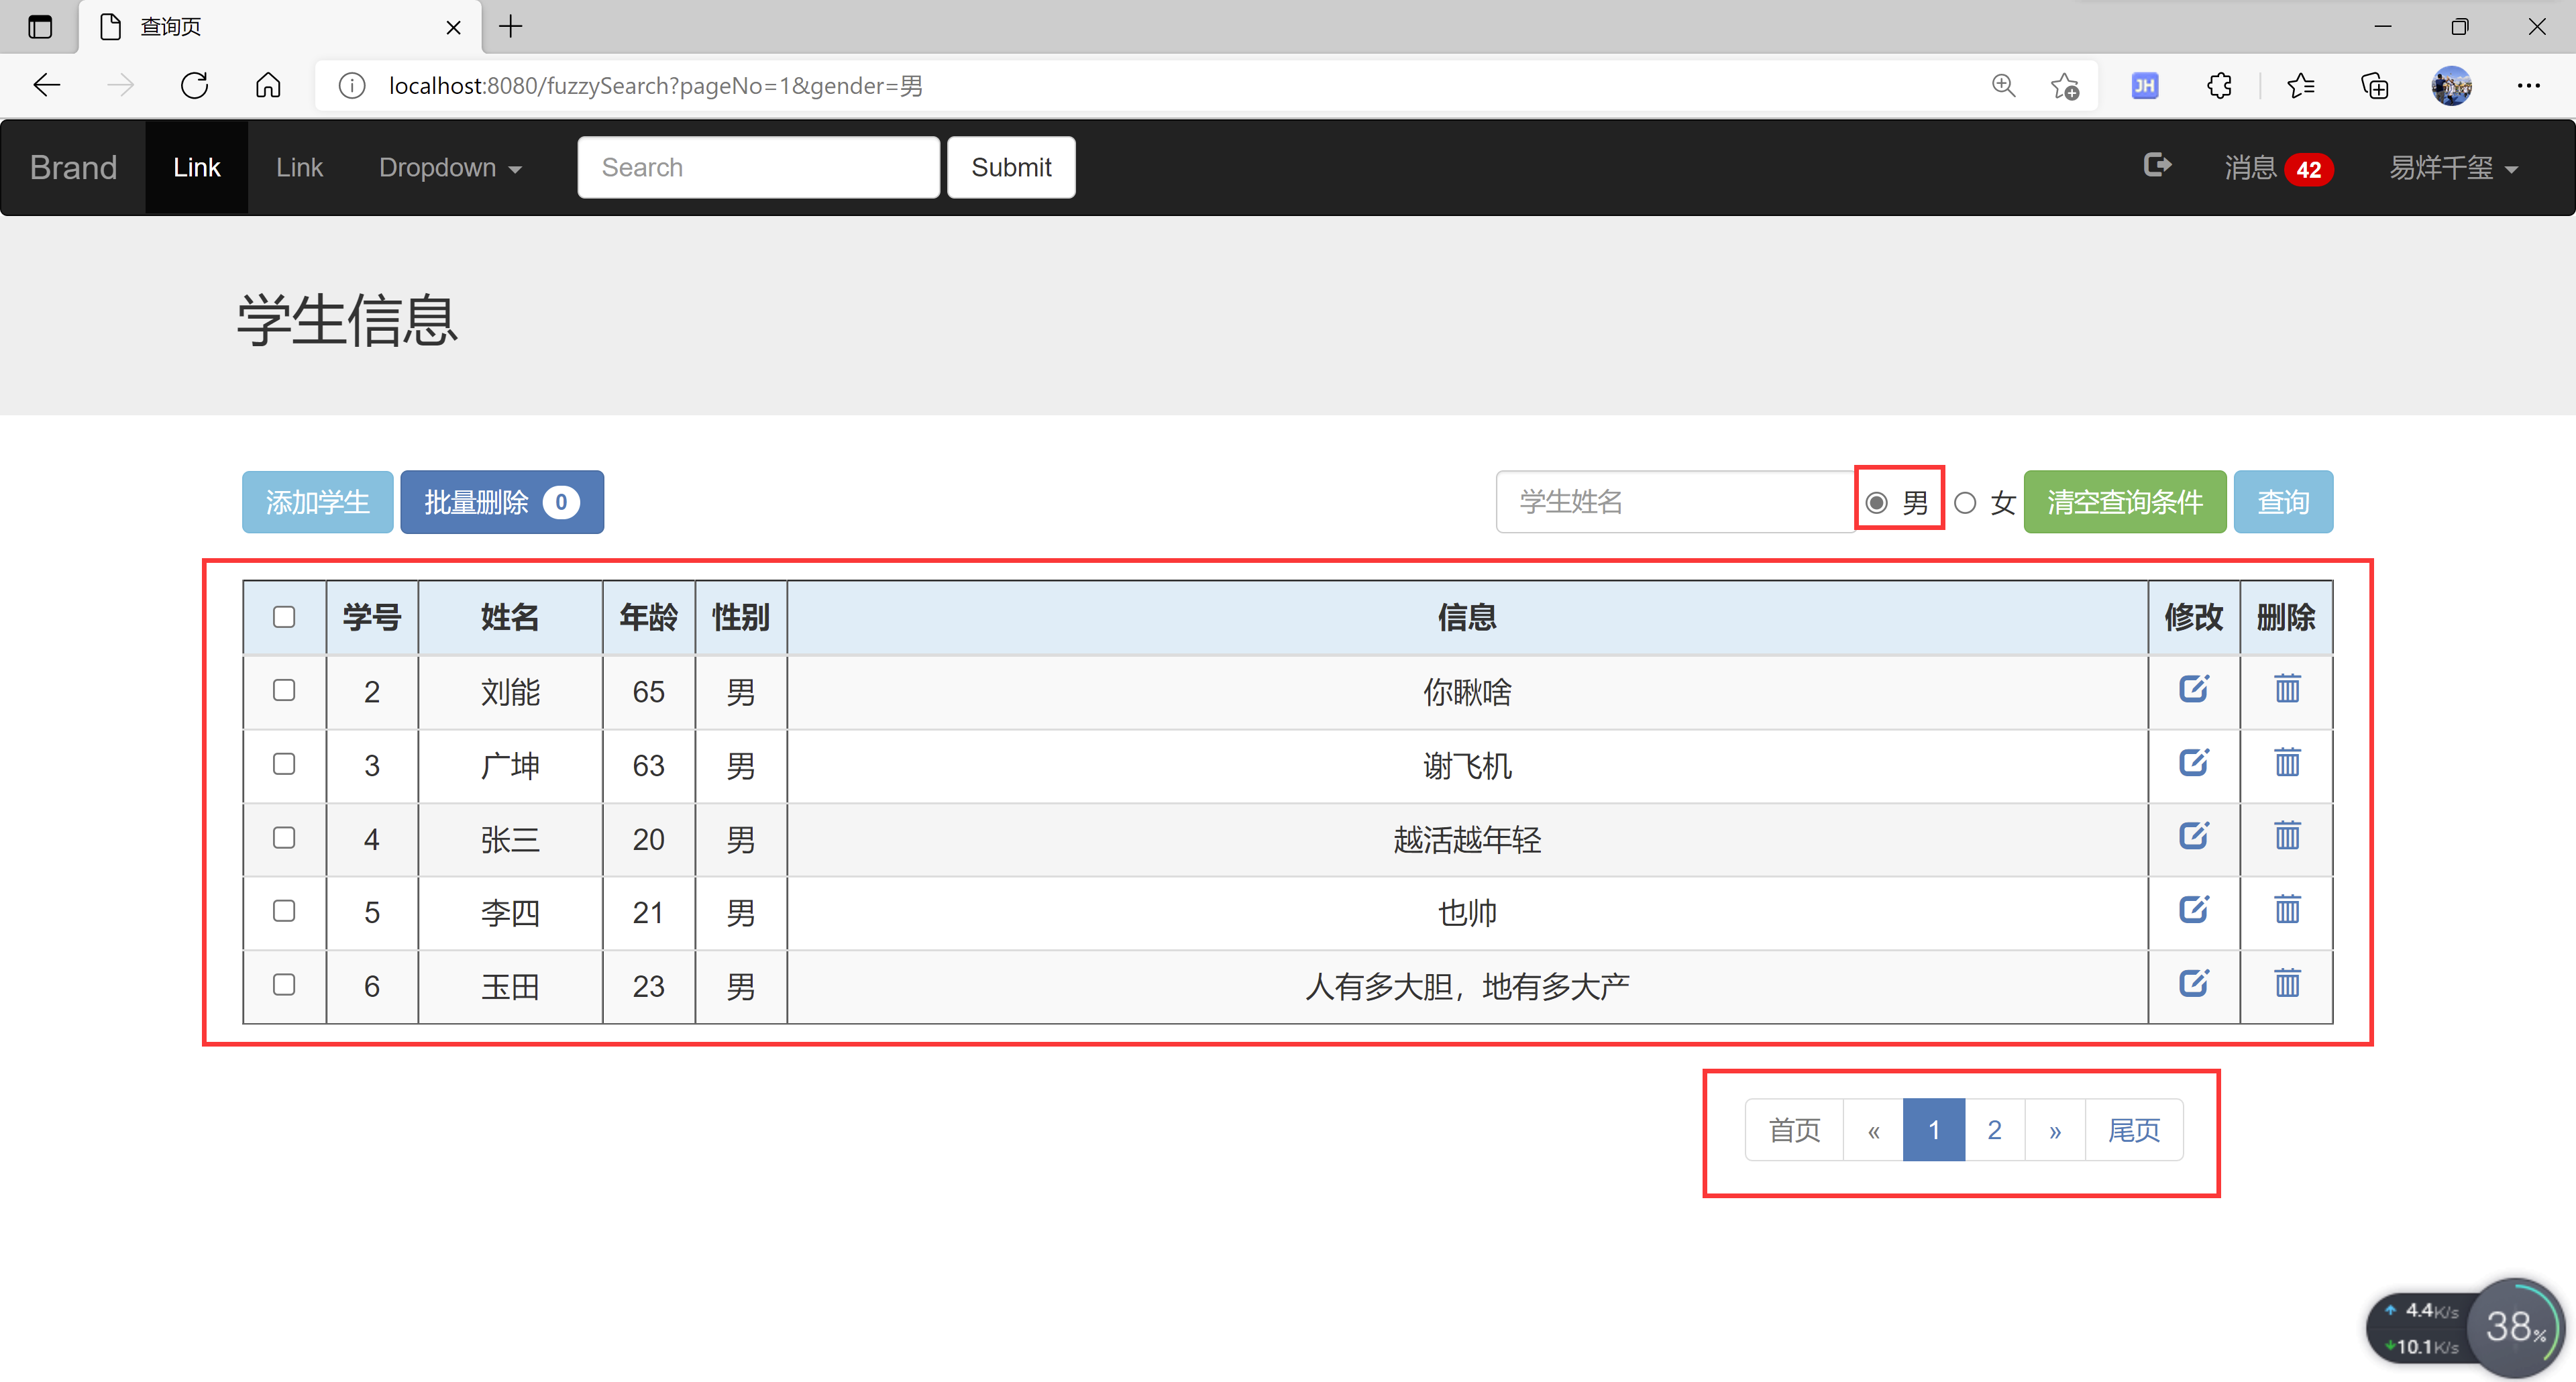 查询页
localhost:8080/fuzzySearch?pageNo=1&gender=男
JH
Brand Link Link Dropdown Search Submit 消息 42 易烊千玺
学生信息
添加学生 批量删除 0 学生姓名 男 女 清空查询条件 查询
学号 姓名 年龄 性别 信息 修改 删除
2 刘能 65 男 你瞅啥
3 广坤 63 男 谢飞机
4 张三 20 男 越活越年轻
5 李四 21 男 也帅
6 玉田 23 男 人有多大胆，地有多大产
首页 « 1 2 » 尾页
4.4K/s
10.1K/s
38%